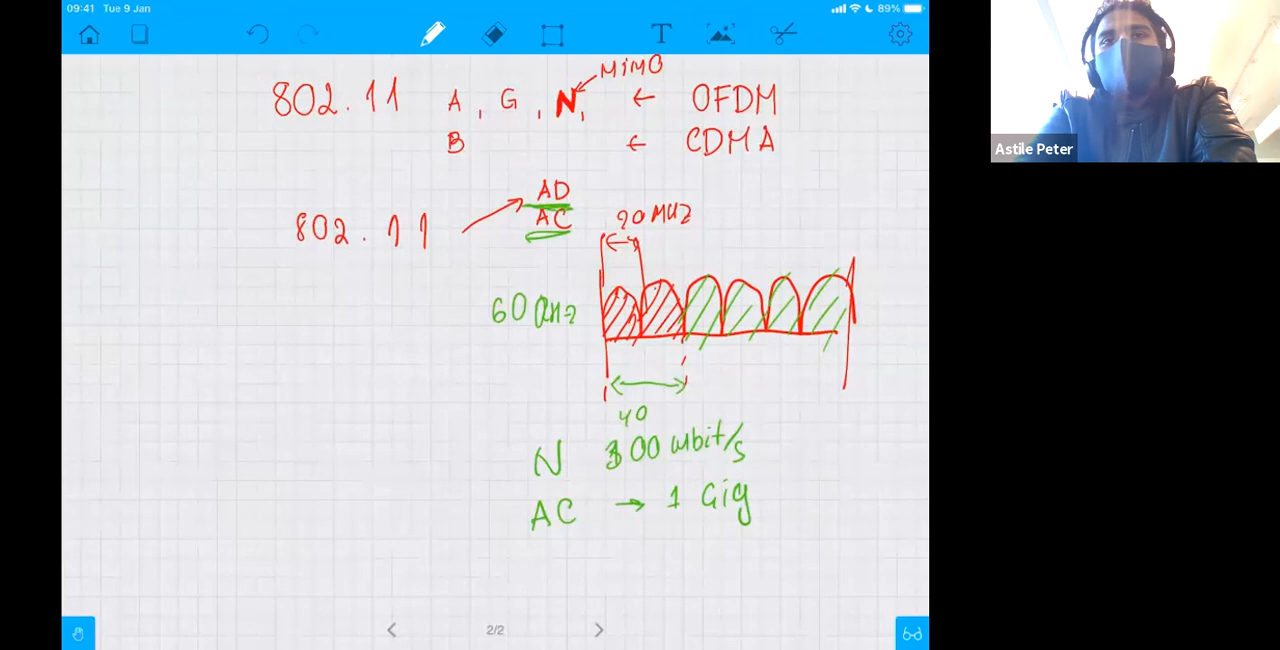 09:41 Tue 9 Jan
89%
T
MiMO
802.11 A, G, N, ← OFDM
B ← CDMA
802.11 → AD
AC
20 MHZ
60 GHz
40
N 300 mbit/s
AC → 1 Gig
2/2
Astile Peter